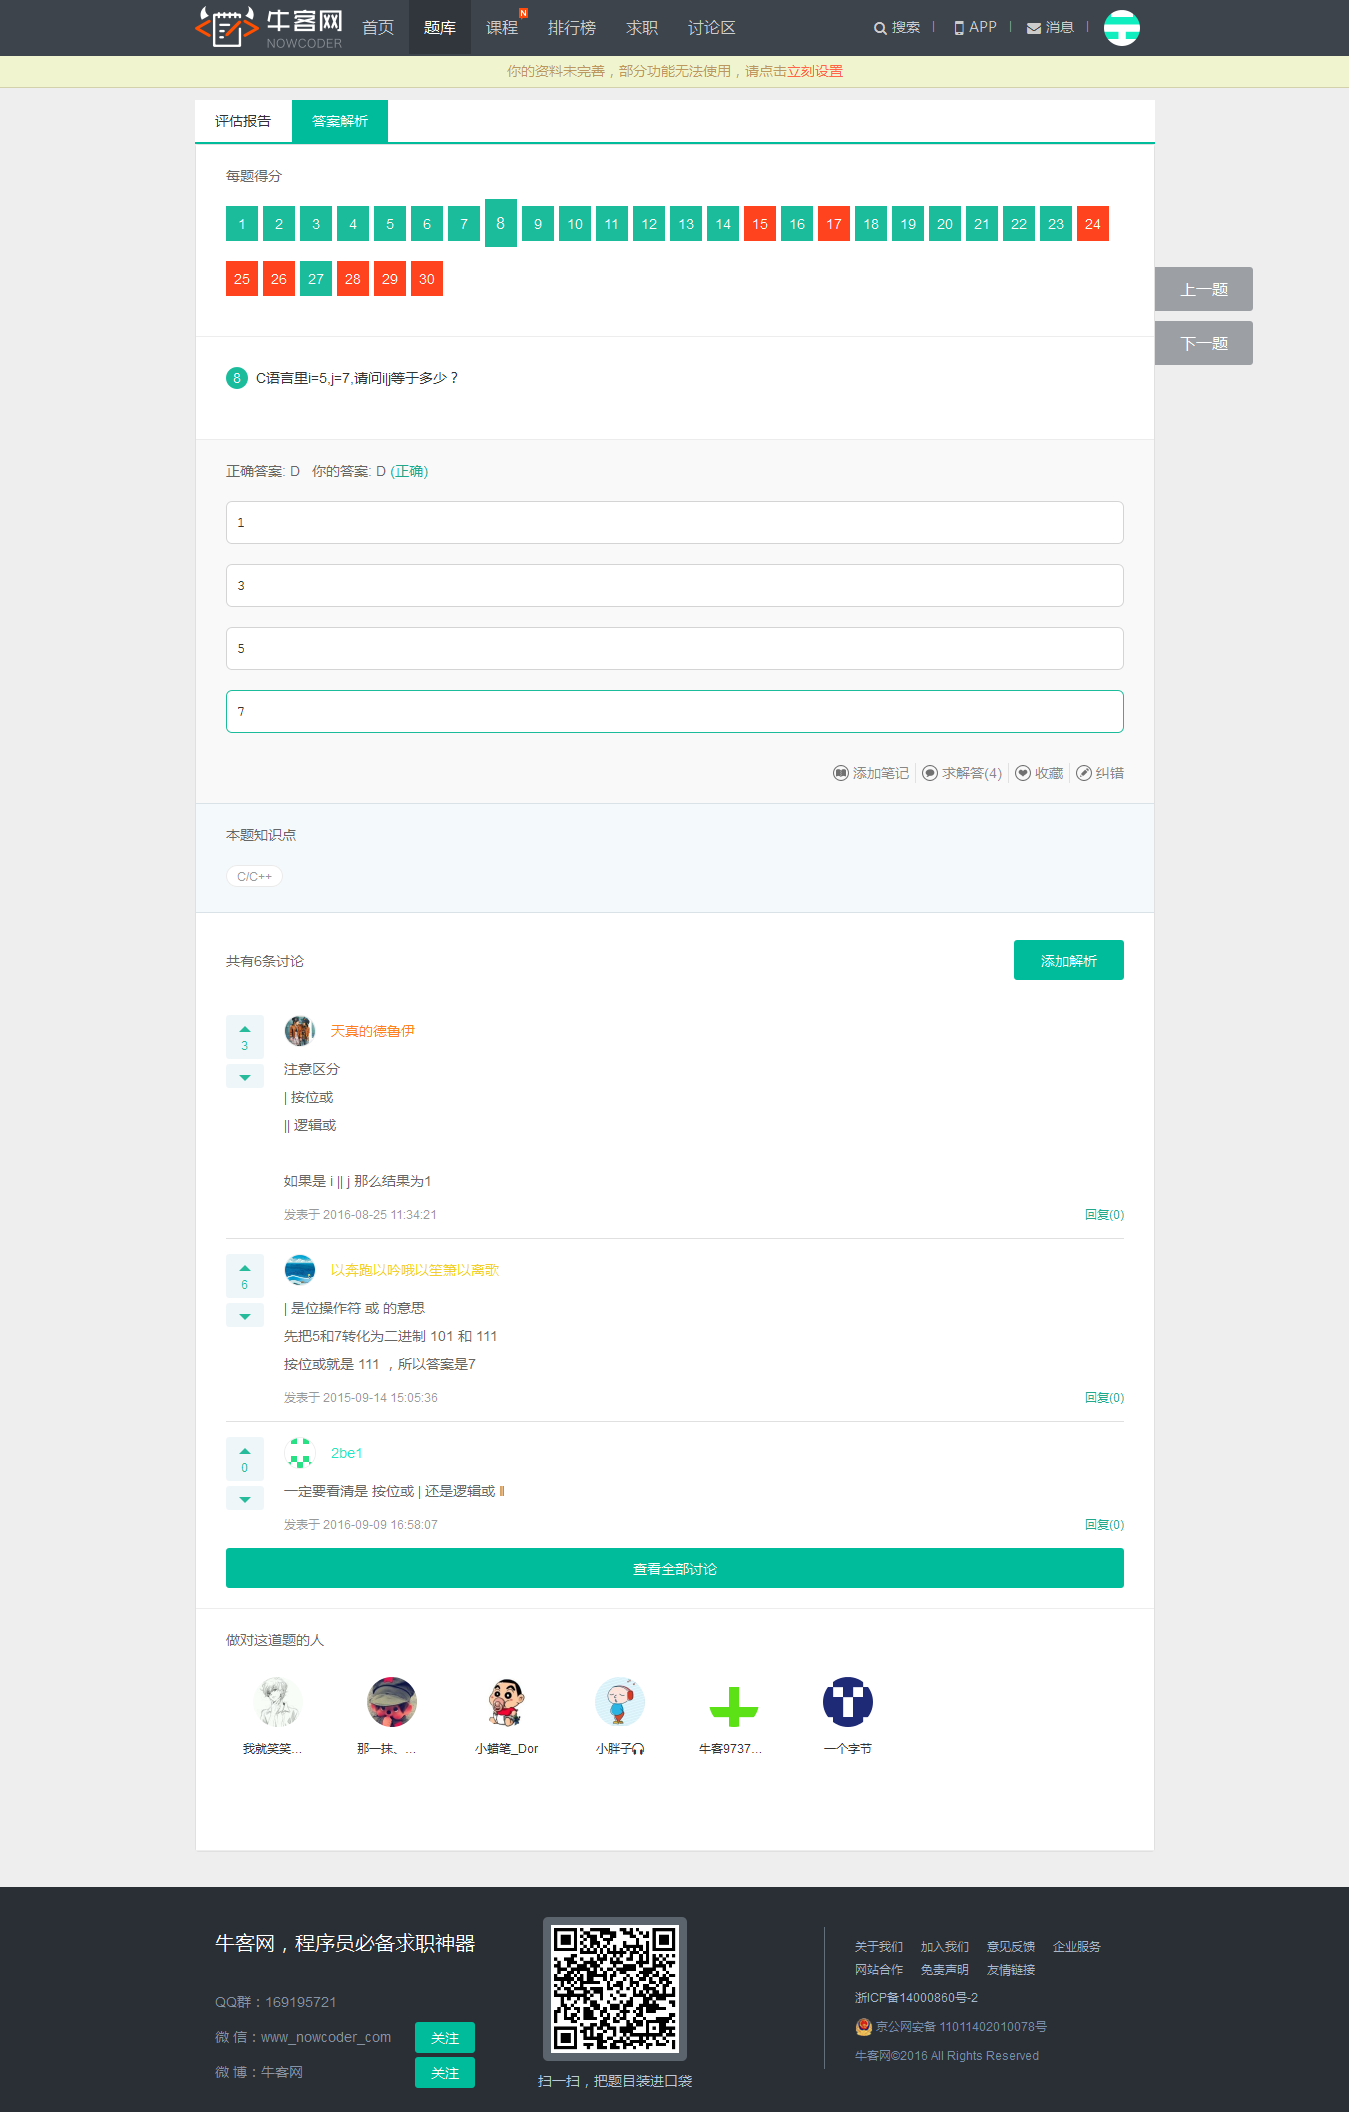 牛客网
NOWCODER
首页 题库 课程 N 排行榜 求职 讨论区 搜索 APP 消息
你的资料未完善，部分功能无法使用，请点击立刻设置
评估报告 答案解析
每题得分
1 2 3 4 5 6 7 8 9 10 11 12 13 14 15 16 17 18 19 20 21 22 23 24
25 26 27 28 29 30
上一题
下一题
8 C语言里i=5,j=7,请问i|j等于多少？
正确答案: D 你的答案: D (正确)
1
3
5
7
添加笔记 求解答(4) 收藏 纠错
本题知识点
C/C++
共有6条讨论 添加解析
3 天真的德鲁伊
注意区分
| 按位或
|| 逻辑或
如果是 i || j 那么结果为1
发表于 2016-08-25 11:34:21 回复(0)
6 以奔跑以吟哦以笙箫以离歌
| 是位操作符 或 的意思
先把5和7转化为二进制 101 和 111
按位或就是 111 ，所以答案是7
发表于 2015-09-14 15:05:36 回复(0)
0 2be1
一定要看清是 按位或 | 还是逻辑或 ||
发表于 2016-09-09 16:58:07 回复(0)
查看全部讨论
做对这道题的人
我就笑笑... 那一抹、... 小蜡笔_Dor 小胖子🎧 牛客9737... 一个字节
牛客网，程序员必备求职神器
QQ群：169195721
微 信：www_nowcoder_com 关注
微 博：牛客网 关注
扫一扫，把题目装进口袋
关于我们 加入我们 意见反馈 企业服务
网站合作 免责声明 友情链接
浙ICP备14000860号-2
京公网安备 11011402010078号
牛客网©2016 All Rights Reserved